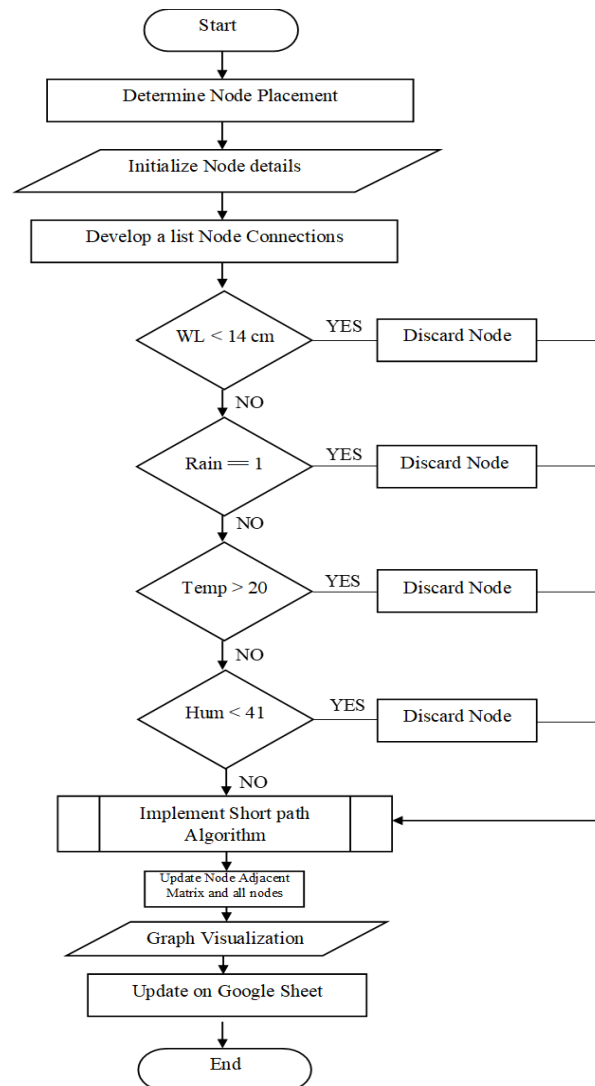 Start
Determine Node Placement
Initialize Node details
Develop a list Node Connections
WL < 14 cm
YES
Discard Node
NO
Rain == 1
YES
Discard Node
NO
Temp > 20
YES
Discard Node
NO
Hum < 41
YES
Discard Node
NO
Implement Short path
Algorithm
Update Node Adjacent
Matrix and all nodes
Graph Visualization
Update on Google Sheet
End